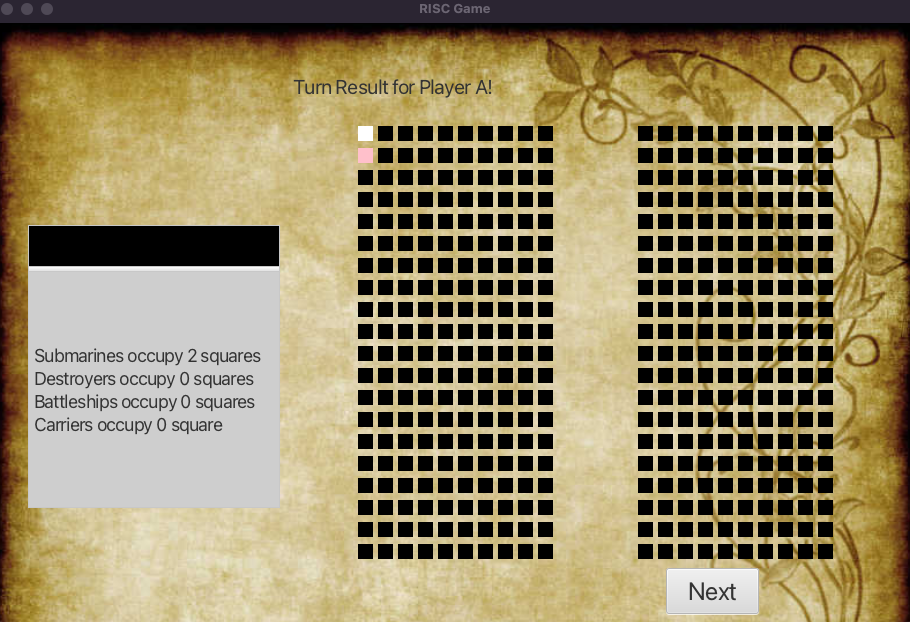 RISC Game
Turn Result for Player A!
Submarines occupy 2 squares
Destroyers occupy 0 squares
Battleships occupy 0 squares
Carriers occupy 0 square
Next